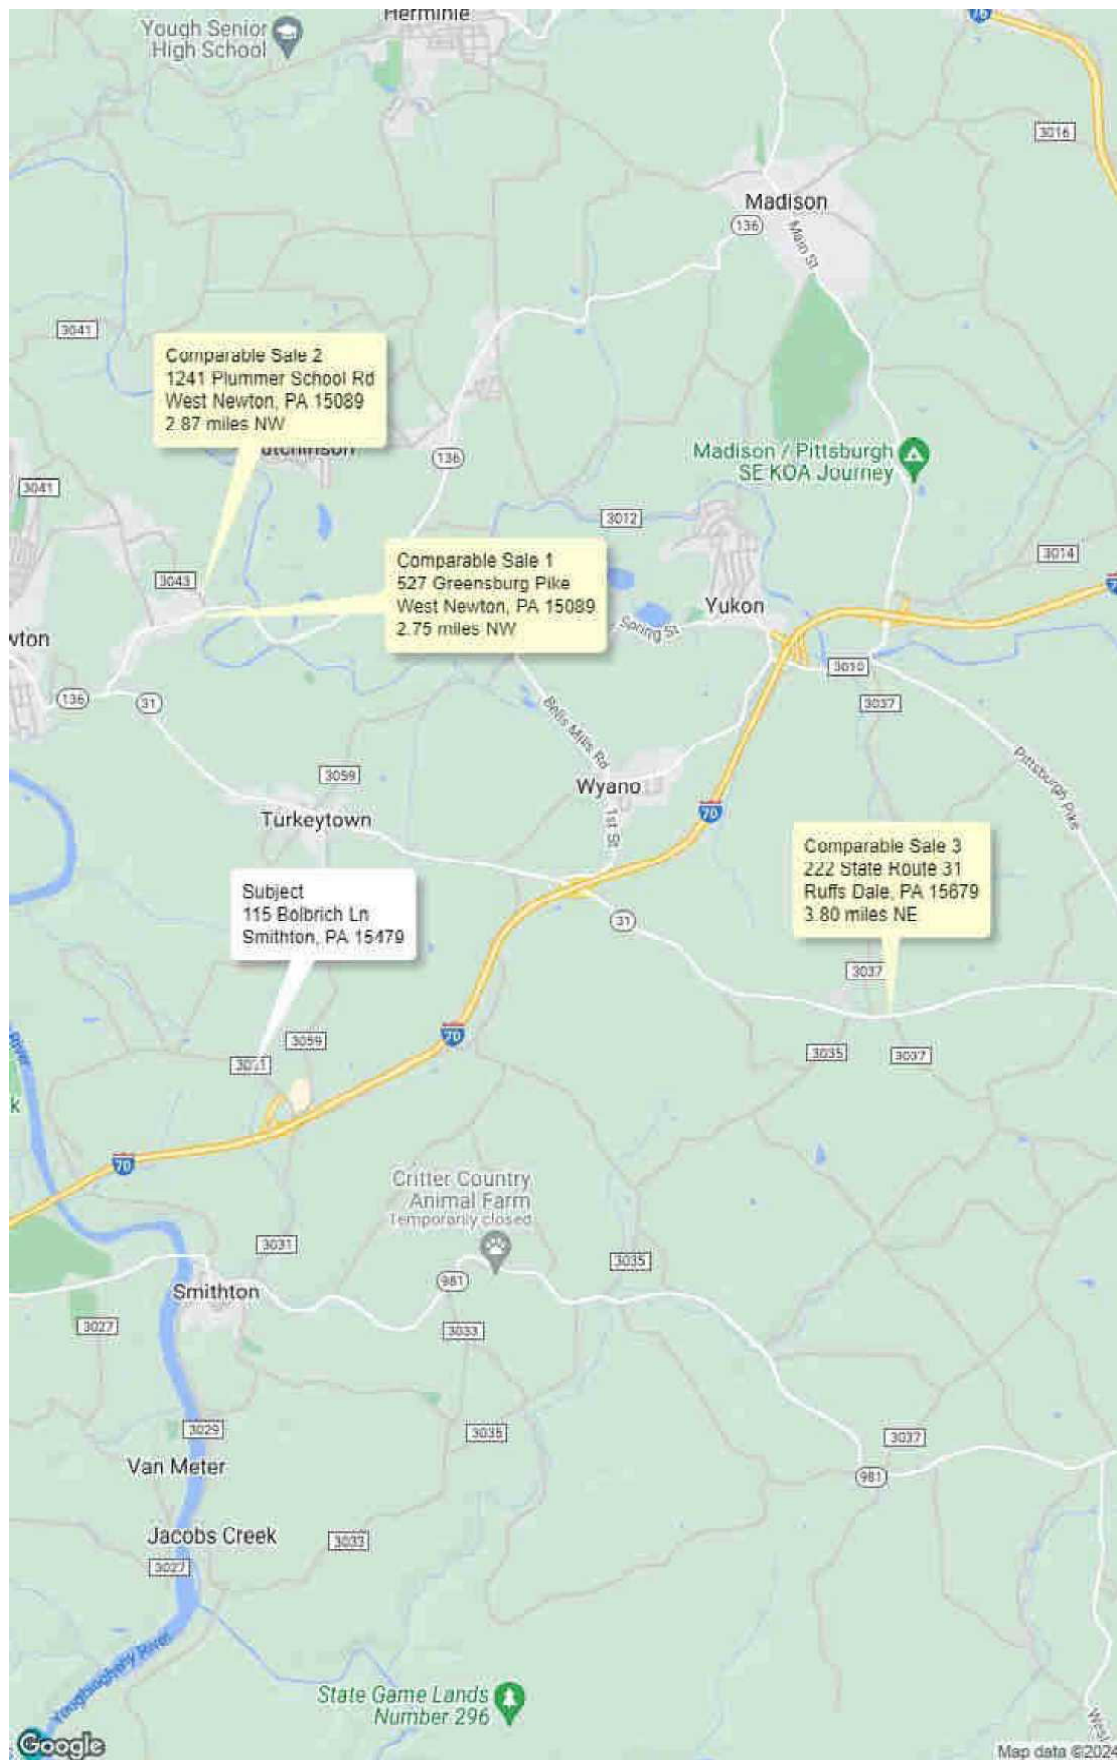 Herminie
Yough Senior
High School
76
3016
Madison
136
Main St
3041
Comparable Sale 2
1241 Plummer School Rd
West Newton, PA 15089
2.87 miles NW
136
Madison / Pittsburgh
SE KOA Journey
3041
3012
3014
Comparable Sale 1
527 Greensburg Pike
West Newton, PA 15089
2.75 miles NW
3043
Yukon
Spring St
wton
3010
136
31
3037
Bells Mills Rd
Pittsburgh Pike
3059
Wyano
Turkeytown
70
1st St
Comparable Sale 3
222 State Route 31
Ruffs Dale, PA 15679
3.80 miles NE
Subject
115 Bolbrich Ln
Smithton, PA 15479
31
3037
River
70
3059
3035
3037
k
70
Critter Country
Animal Farm
Temporarily closed
3031
3035
981
Smithton
3027
3033
3029
3035
3037
Van Meter
981
Jacobs Creek
3033
3027
Youghiogheny River
State Game Lands
Number 296
West
Google
Map data ©2024